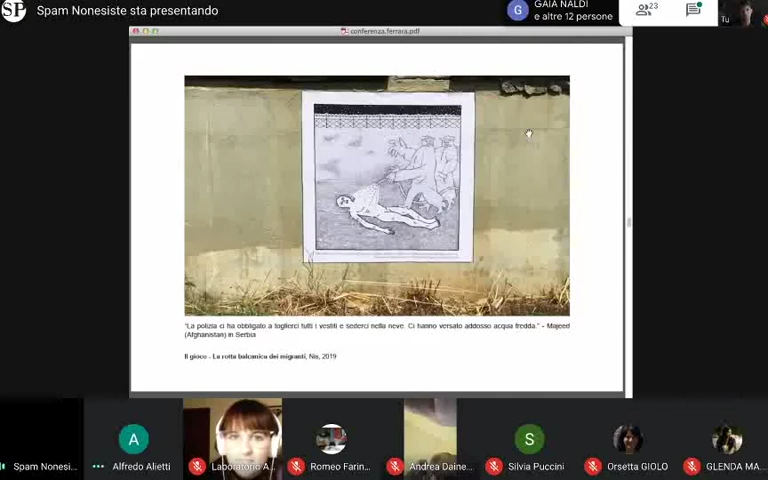 SP
Spam Nonesiste sta presentando
G
GAIA NALDI
e altre 12 persone
23
Tu
conferenza.ferrara.pdf
"La polizia ci ha obbligato a toglierci tutti i vestiti e sederci nella neve. Ci hanno versato addosso acqua fredda." - Majeed
(Afghanistan) in Serbia
Il gioco - La rotta balcanica dei migranti, Nis, 2019
A
S
Spam Nonesi...
Alfredo Alietti
Laboratorio A...
Romeo Farin...
Andrea Daine...
Silvia Puccini
Orsetta GIOLO
GLENDA MA...